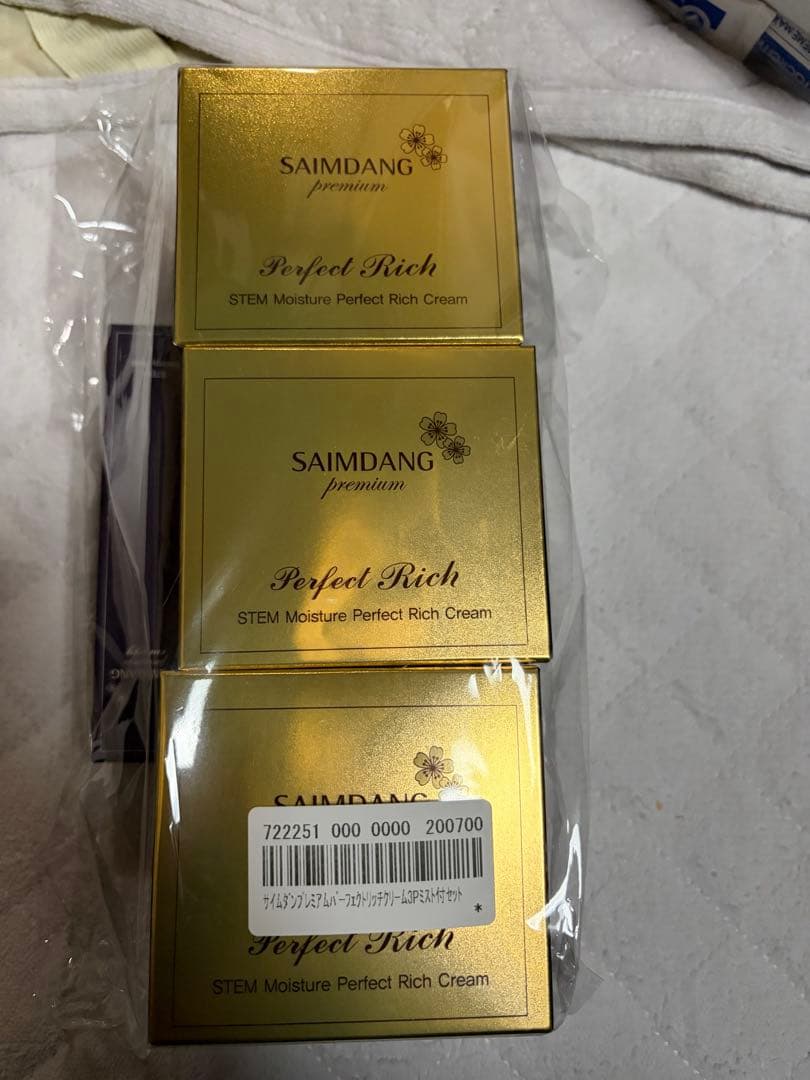 SAIMDANG
premium
Perfect Rich
STEM Moisture Perfect Rich Cream
SAIMDANG
premium
Perfect Rich
STEM Moisture Perfect Rich Cream
SAIMDANG
722251 000 0000 200700
サイムダンプレミアムパーフェクトリッチクリーム3Pミスト付セット
*
Perfect Rich
STEM Moisture Perfect Rich Cream